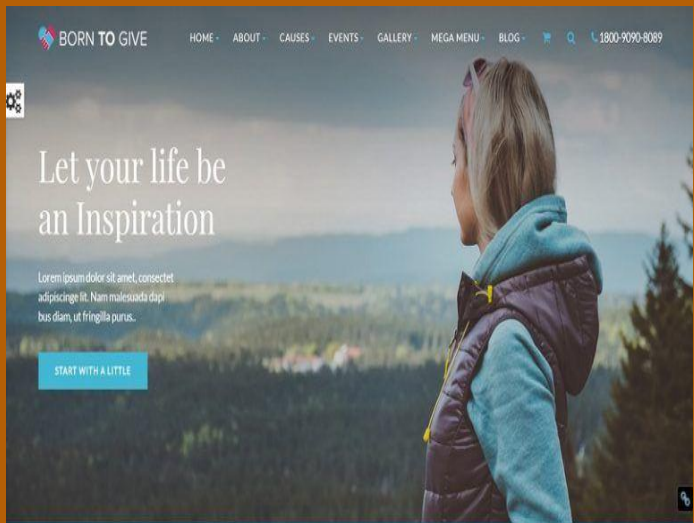 BORN TO GIVE
HOME ABOUT CAUSES EVENTS GALLERY MEGA MENU BLOG 1800-9090-8089
Let your life be
an Inspiration
Lorem ipsum dolor sit amet, consectet
adipiscinge lit. Nam malesuada dapi
bus diam, ut fringilla purus..
START WITH A LITTLE